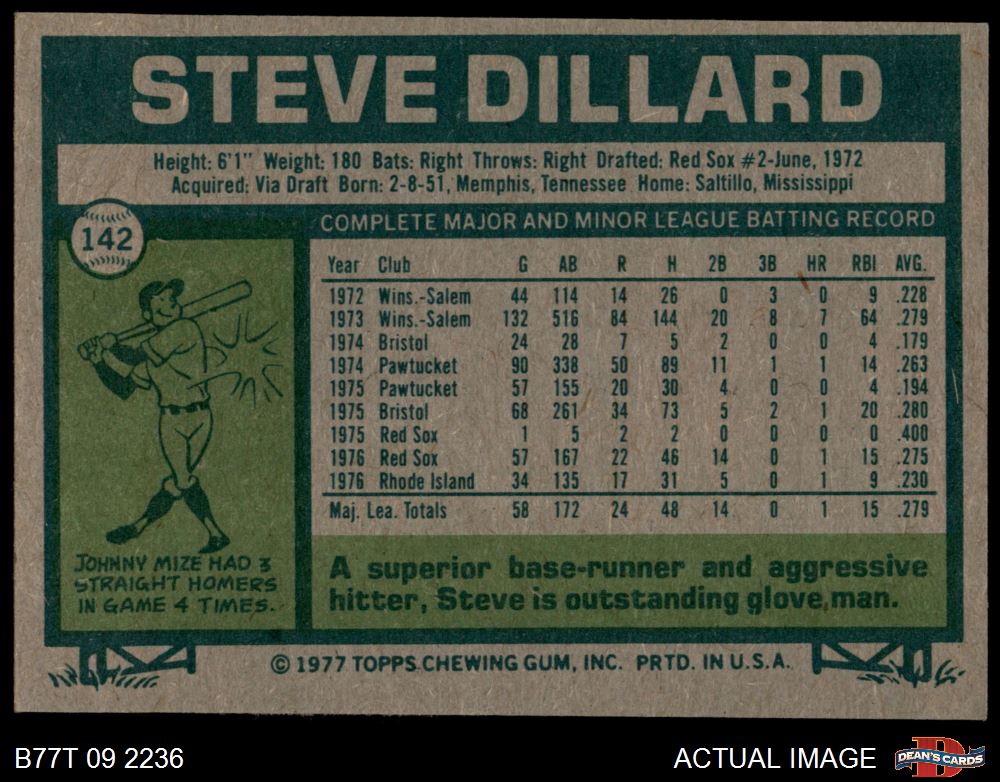 STEVE DILLARD
Height: 6'1" Weight: 180 Bats: Right Throws: Right Drafted: Red Sox #2-June, 1972
Acquired: Via Draft Born: 2-8-51, Memphis, Tennessee Home: Saltillo, Mississippi
142
COMPLETE MAJOR AND MINOR LEAGUE BATTING RECORD
Year Club G AB R H 2B 3B HR RBI AVG.
1972 Wins.-Salem 44 114 14 26 0 3 0 9 .228
1973 Wins.-Salem 132 516 84 144 20 8 7 64 .279
1974 Bristol 24 28 7 5 2 0 0 4 .179
1974 Pawtucket 90 338 50 89 11 1 1 14 .263
1975 Pawtucket 57 155 20 30 4 0 0 4 .194
1975 Bristol 68 261 34 73 5 2 1 20 .280
1975 Red Sox 1 5 2 2 0 0 0 0 .400
1976 Red Sox 57 167 22 46 14 0 1 15 .275
1976 Rhode Island 34 135 17 31 5 0 1 9 .230
Maj. Lea. Totals 58 172 24 48 14 0 1 15 .279
JOHNNY MIZE HAD 3
STRAIGHT HOMERS
IN GAME 4 TIMES.
A superior base-runner and aggressive
hitter, Steve is outstanding glove man.
© 1977 TOPPS CHEWING GUM, INC. PRTD. IN U.S.A.
B77T 09 2236
ACTUAL IMAGE
D
DEAN'S CARDS